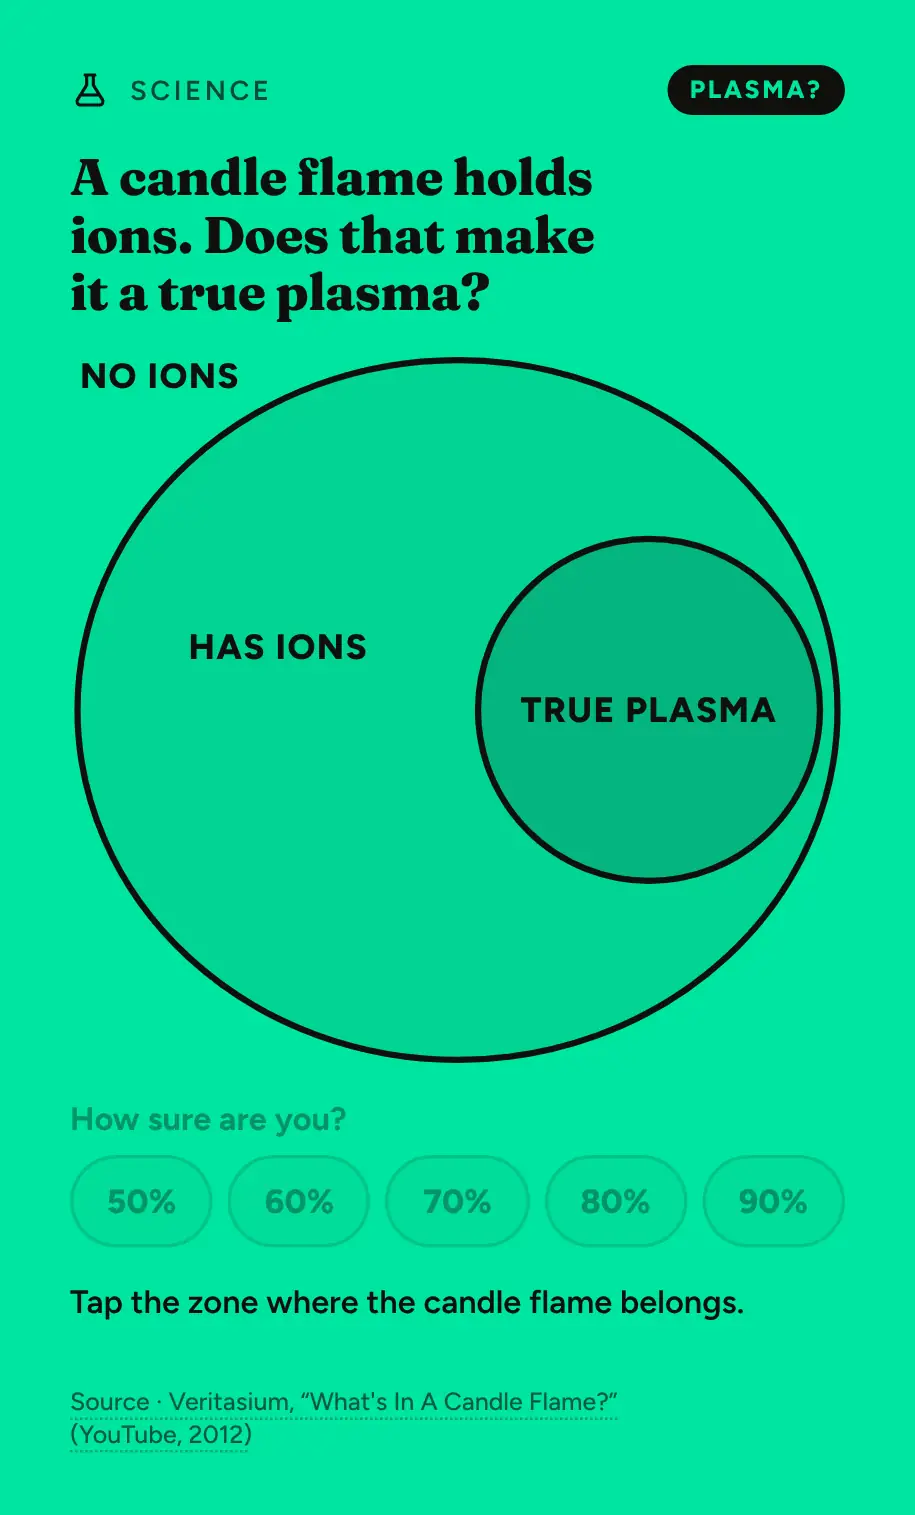 SCIENCE
PLASMA?
A candle flame holds
ions. Does that make
it a true plasma?
NO IONS
HAS IONS
TRUE PLASMA
How sure are you?
50% 60% 70% 80% 90%
Tap the zone where the candle flame belongs.
Source · Veritasium, “What's In A Candle Flame?”
(YouTube, 2012)